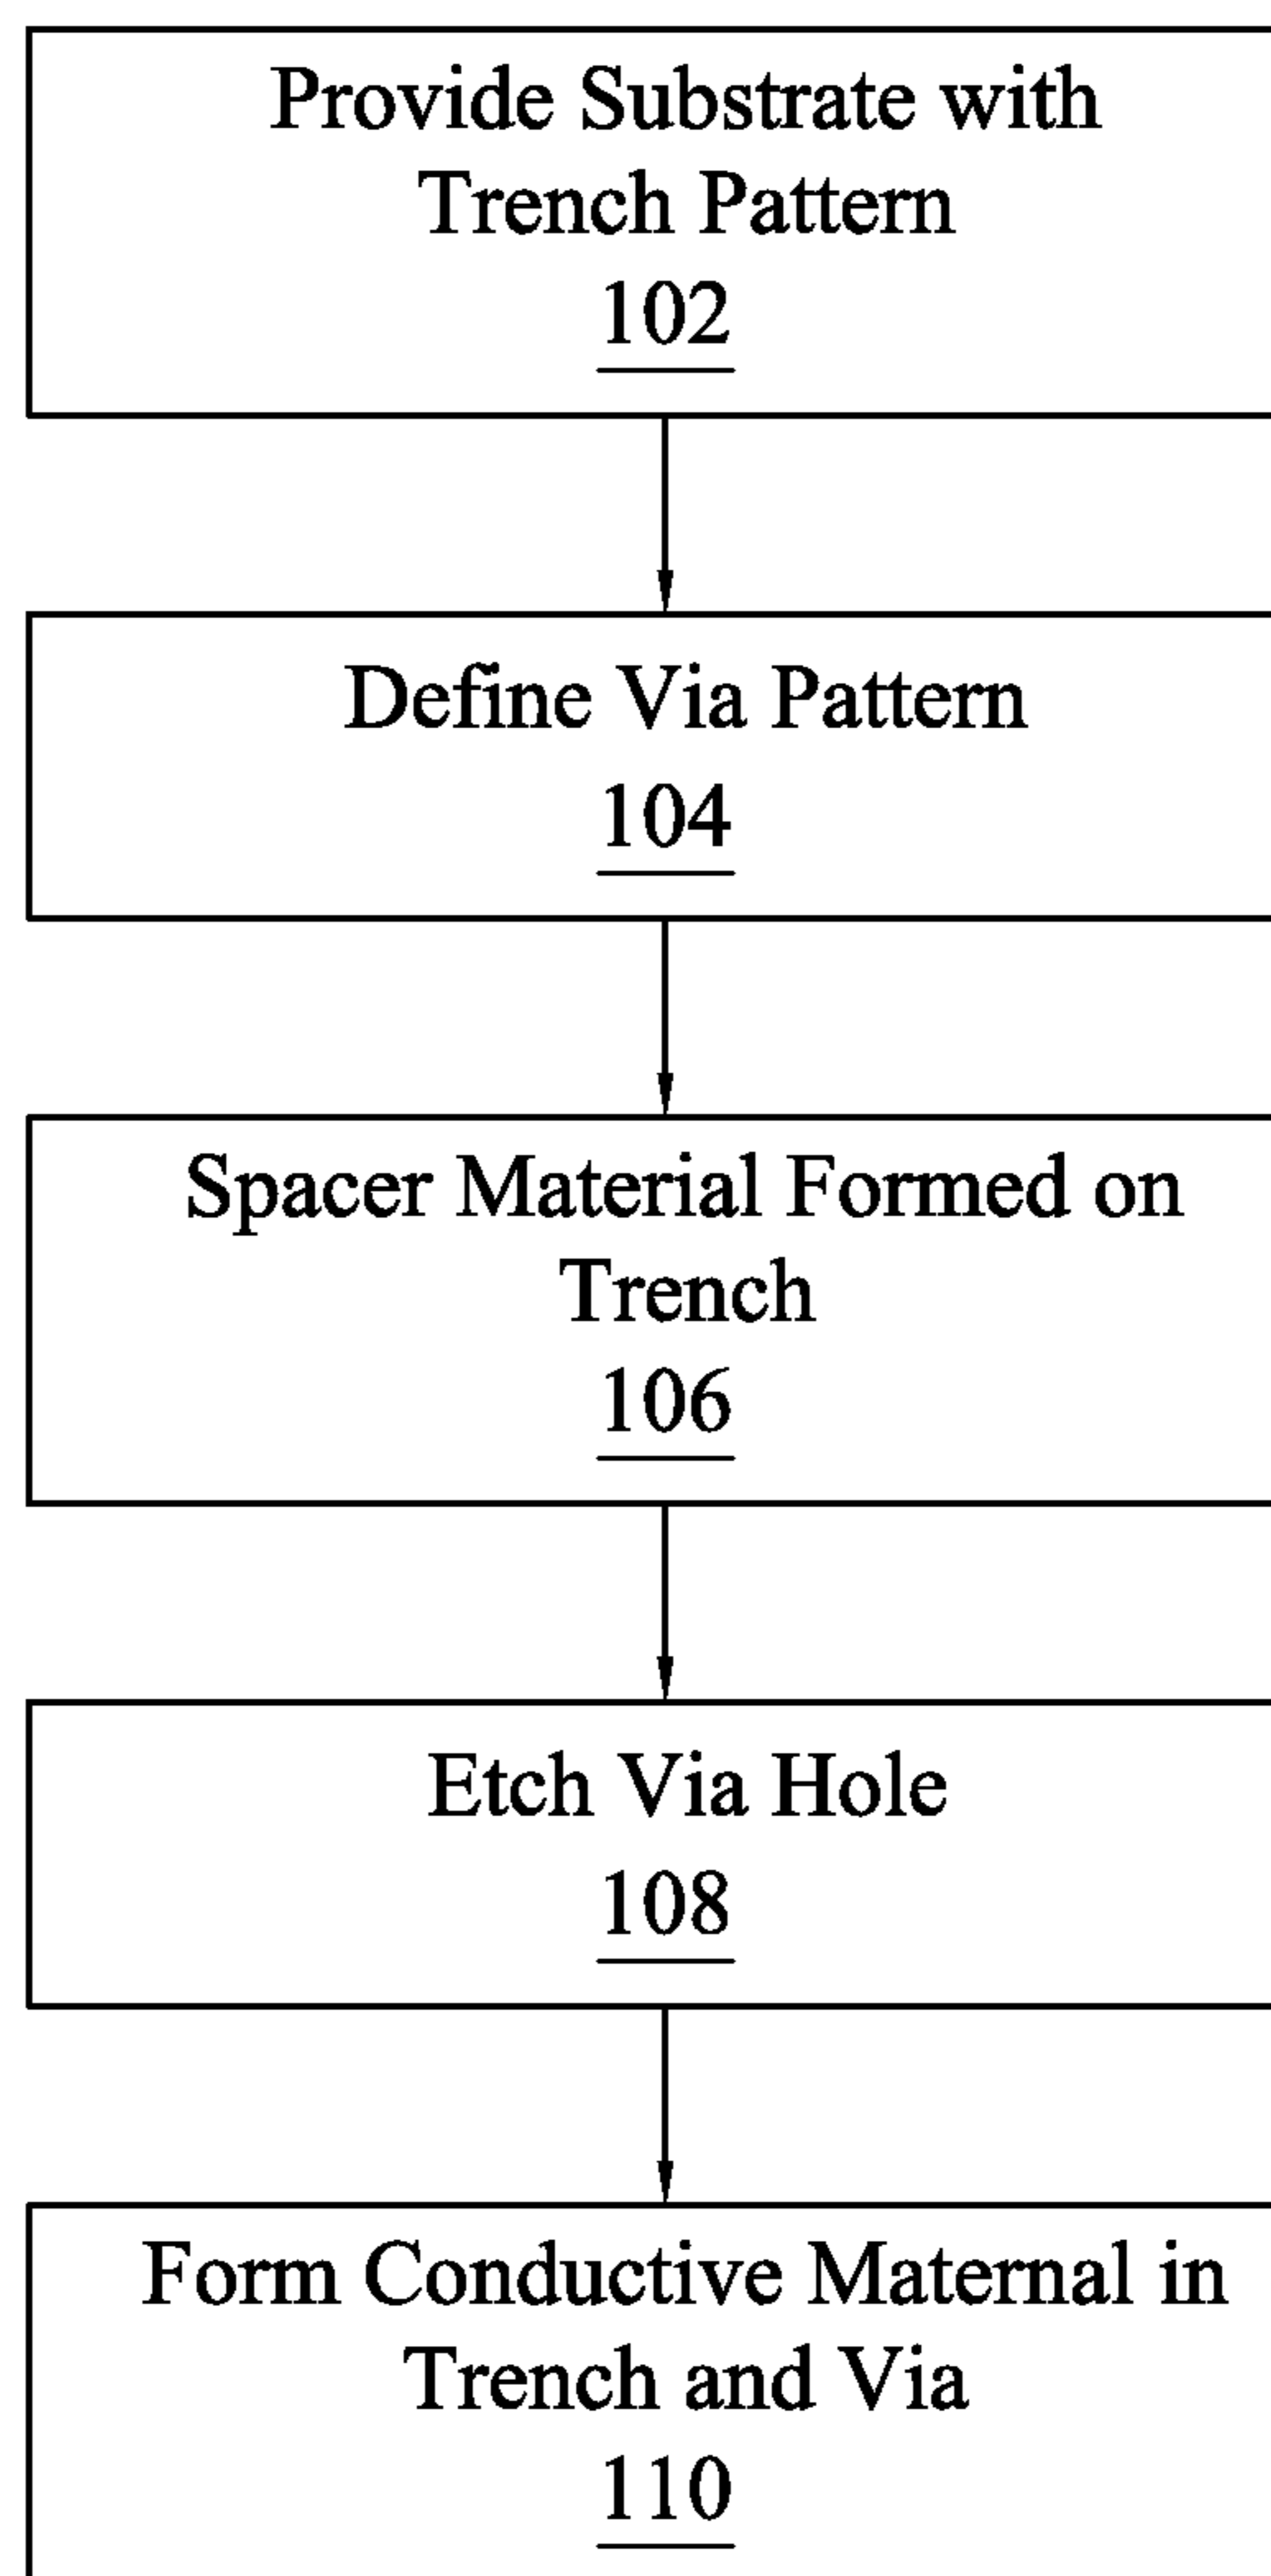 Provide Substrate with
Trench Pattern
102
Define Via Pattern
104
Spacer Material Formed on
Trench
106
Etch Via Hole
108
Form Conductive Maternal in
Trench and Via
110